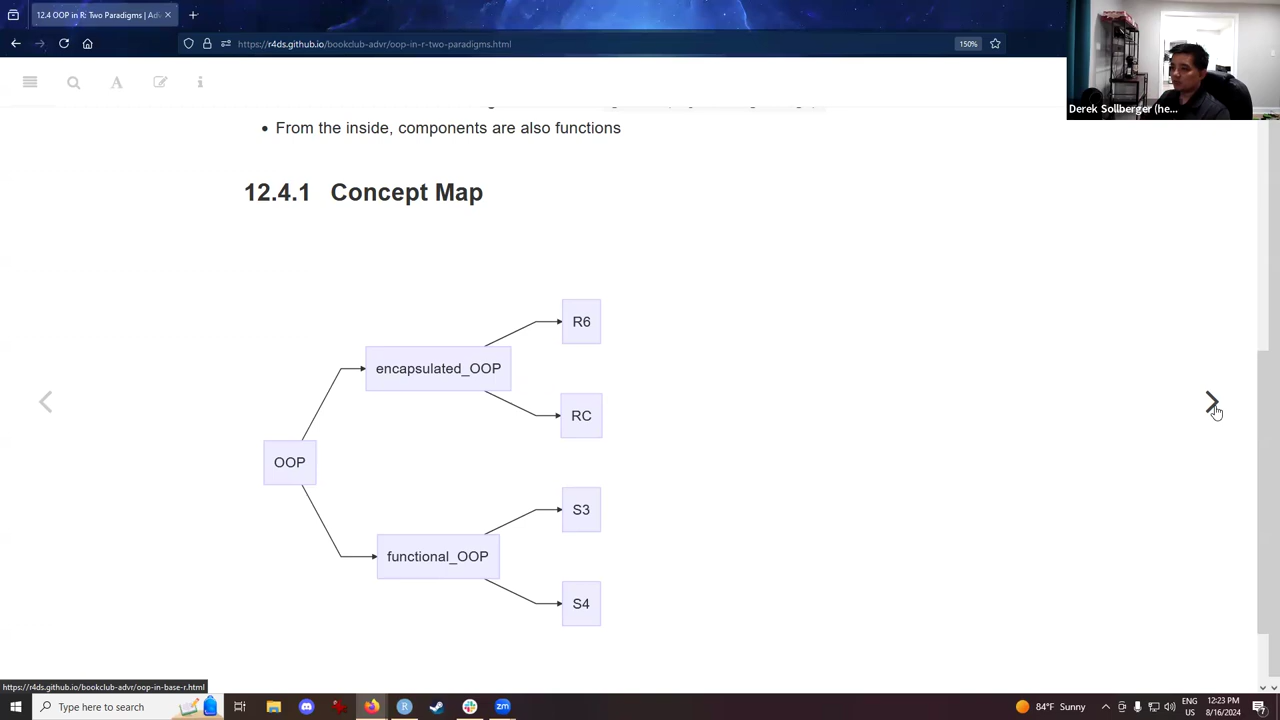 12.4 OOP in R: Two Paradigms | Adv
https://r4ds.github.io/bookclub-advr/oop-in-r-two-paradigms.html
150%
Derek Sollberger (he...
From the inside, components are also functions
12.4.1 Concept Map
R6
encapsulated_OOP
RC
OOP
S3
functional_OOP
S4
https://r4ds.github.io/bookclub-advr/oop-in-base-r.html
Type here to search
84°F Sunny
ENG
US
12:23 PM
8/16/2024